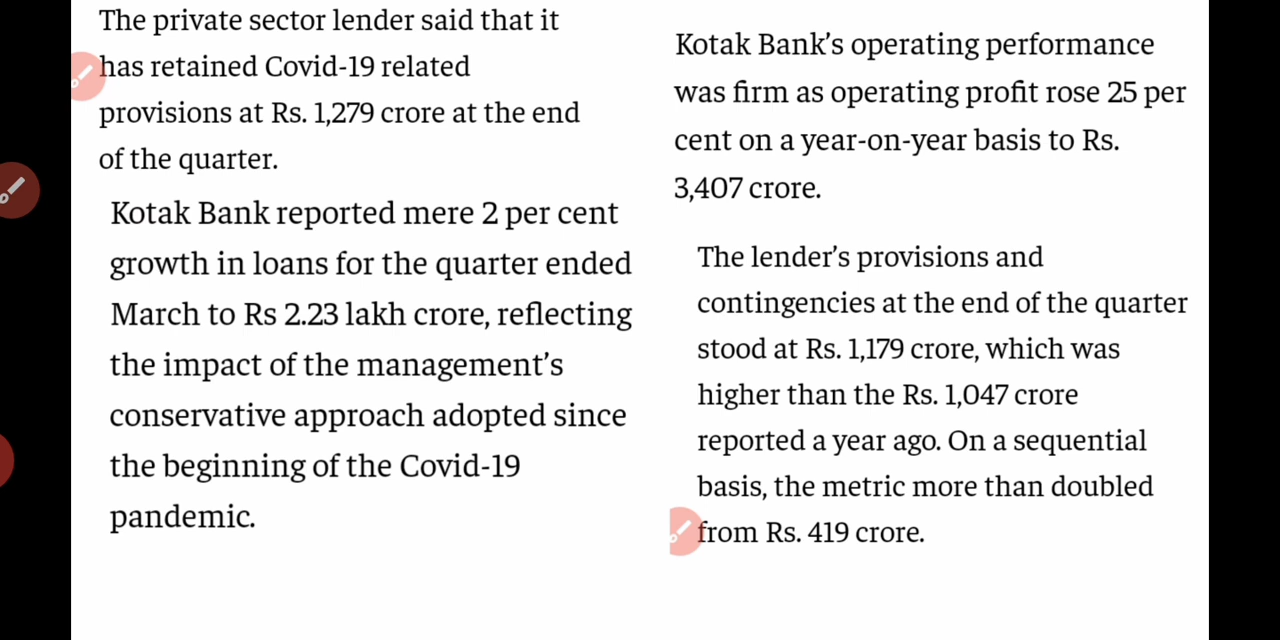 The private sector lender said that it
has retained Covid-19 related
provisions at Rs. 1,279 crore at the end
of the quarter.
Kotak Bank reported mere 2 per cent
growth in loans for the quarter ended
March to Rs 2.23 lakh crore, reflecting
the impact of the management’s
conservative approach adopted since
the beginning of the Covid-19
pandemic.
Kotak Bank’s operating performance
was firm as operating profit rose 25 per
cent on a year-on-year basis to Rs.
3,407 crore.
The lender’s provisions and
contingencies at the end of the quarter
stood at Rs. 1,179 crore, which was
higher than the Rs. 1,047 crore
reported a year ago. On a sequential
basis, the metric more than doubled
from Rs. 419 crore.